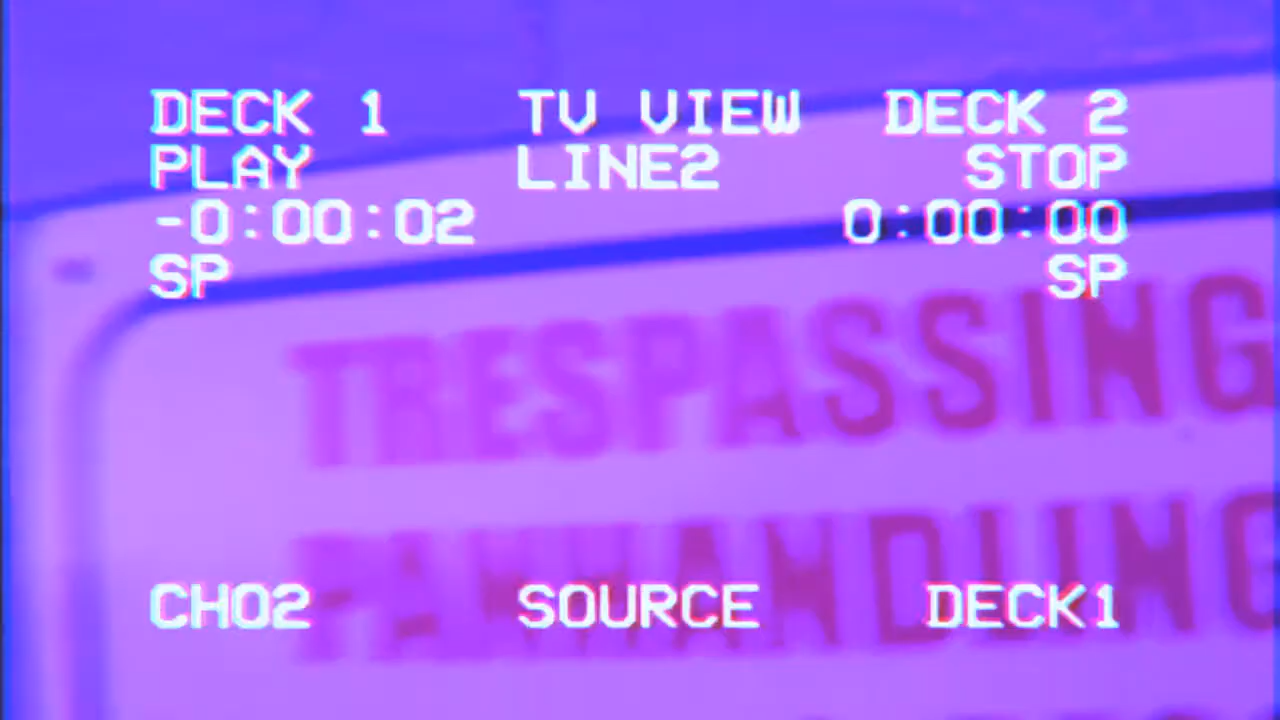 DECK 1 TV VIEW DECK 2
PLAY LINE2 STOP
-0:00:02 0:00:00
SP SP
TRESPASSING
PANHANDLING
CH02 SOURCE DECK1